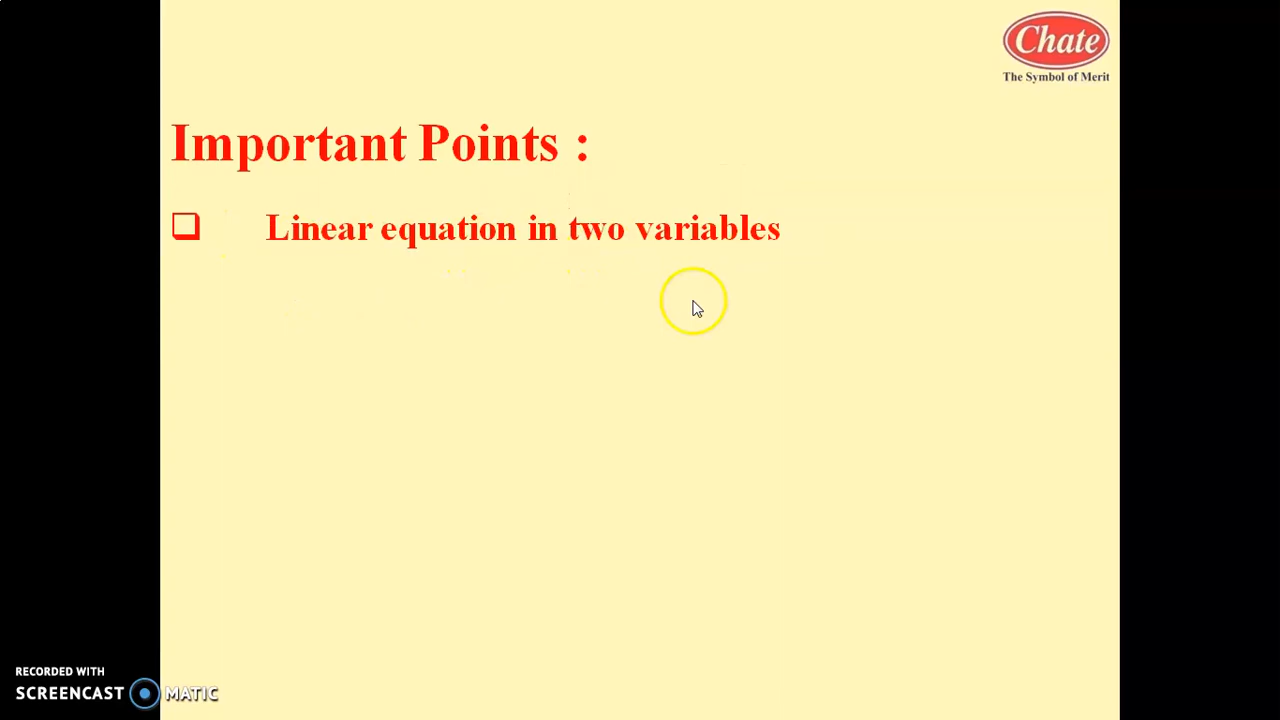 Chate
The Symbol of Merit
Important Points :
Linear equation in two variables
RECORDED WITH
SCREENCAST MATIC